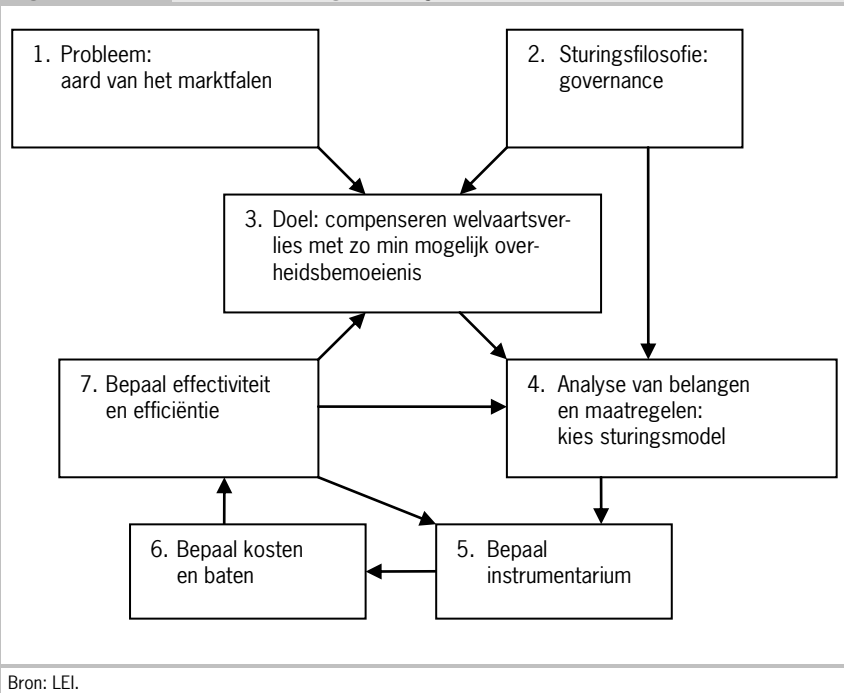 1. Probleem:
aard van het marktfalen
2. Sturingsfilosofie:
governance
3. Doel: compenseren welvaartsver-
lies met zo min mogelijk over-
heidsbemoeienis
7. Bepaal effectiviteit
en efficiëntie
4. Analyse van belangen
en maatregelen:
kies sturingsmodel
6. Bepaal kosten
en baten
5. Bepaal
instrumentarium
Bron: LEI.